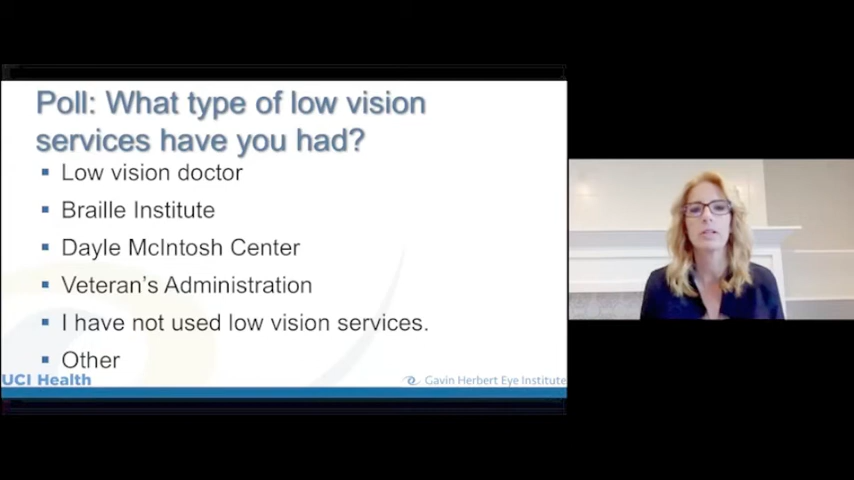 Poll: What type of low vision
services have you had?
Low vision doctor
Braille Institute
Dayle McIntosh Center
Veteran's Administration
I have not used low vision services.
Other
UCI Health
Gavin Herbert Eye Institute